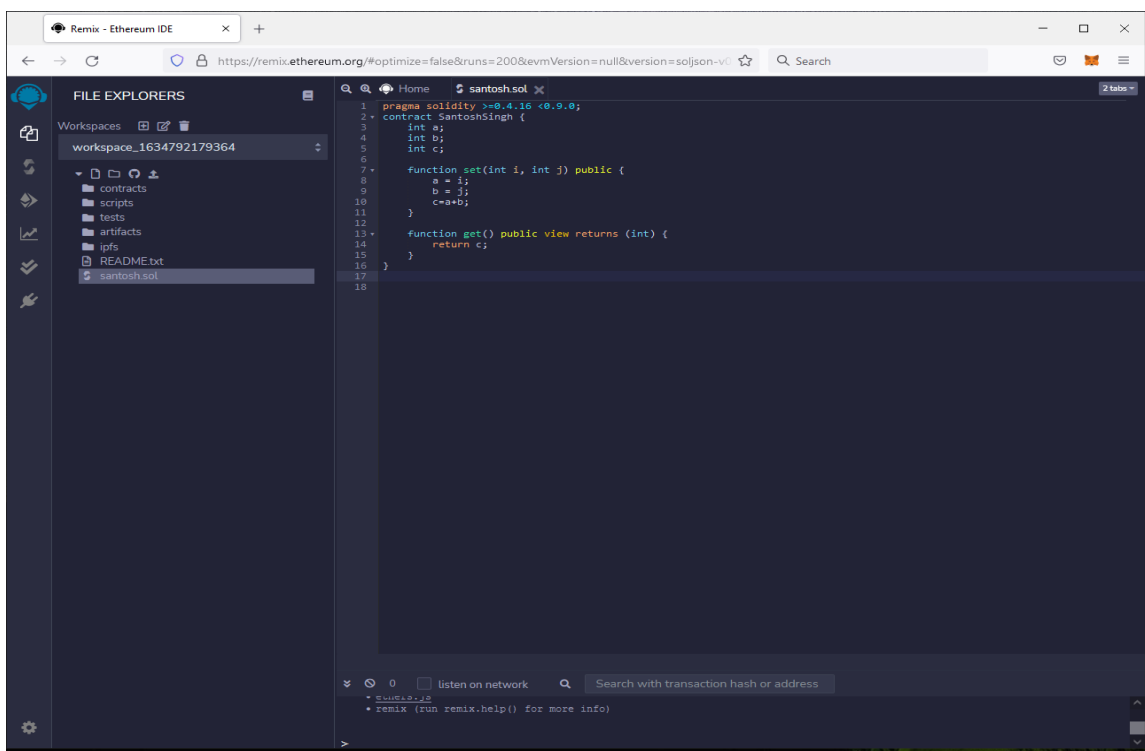 Remix - Ethereum IDE
https://remix.ethereum.org/#optimize=false&runs=200&evmVersion=null&version=soljson-v0
Search
FILE EXPLORERS
Workspaces
workspace_1634792179364
contracts
scripts
tests
artifacts
ipfs
README.txt
santosh.sol
Home
santosh.sol
2 tabs
1 pragma solidity >=0.4.16 <0.9.0;
2 contract SantoshSingh {
3 int a;
4 int b;
5 int c;
6
7 function set(int i, int j) public {
8 a = i;
9 b = j;
10 c=a+b;
11 }
12
13 function get() public view returns (int) {
14 return c;
15 }
16 }
17
18
0
listen on network
Search with transaction hash or address
• ethers.js
• remix (run remix.help() for more info)
>